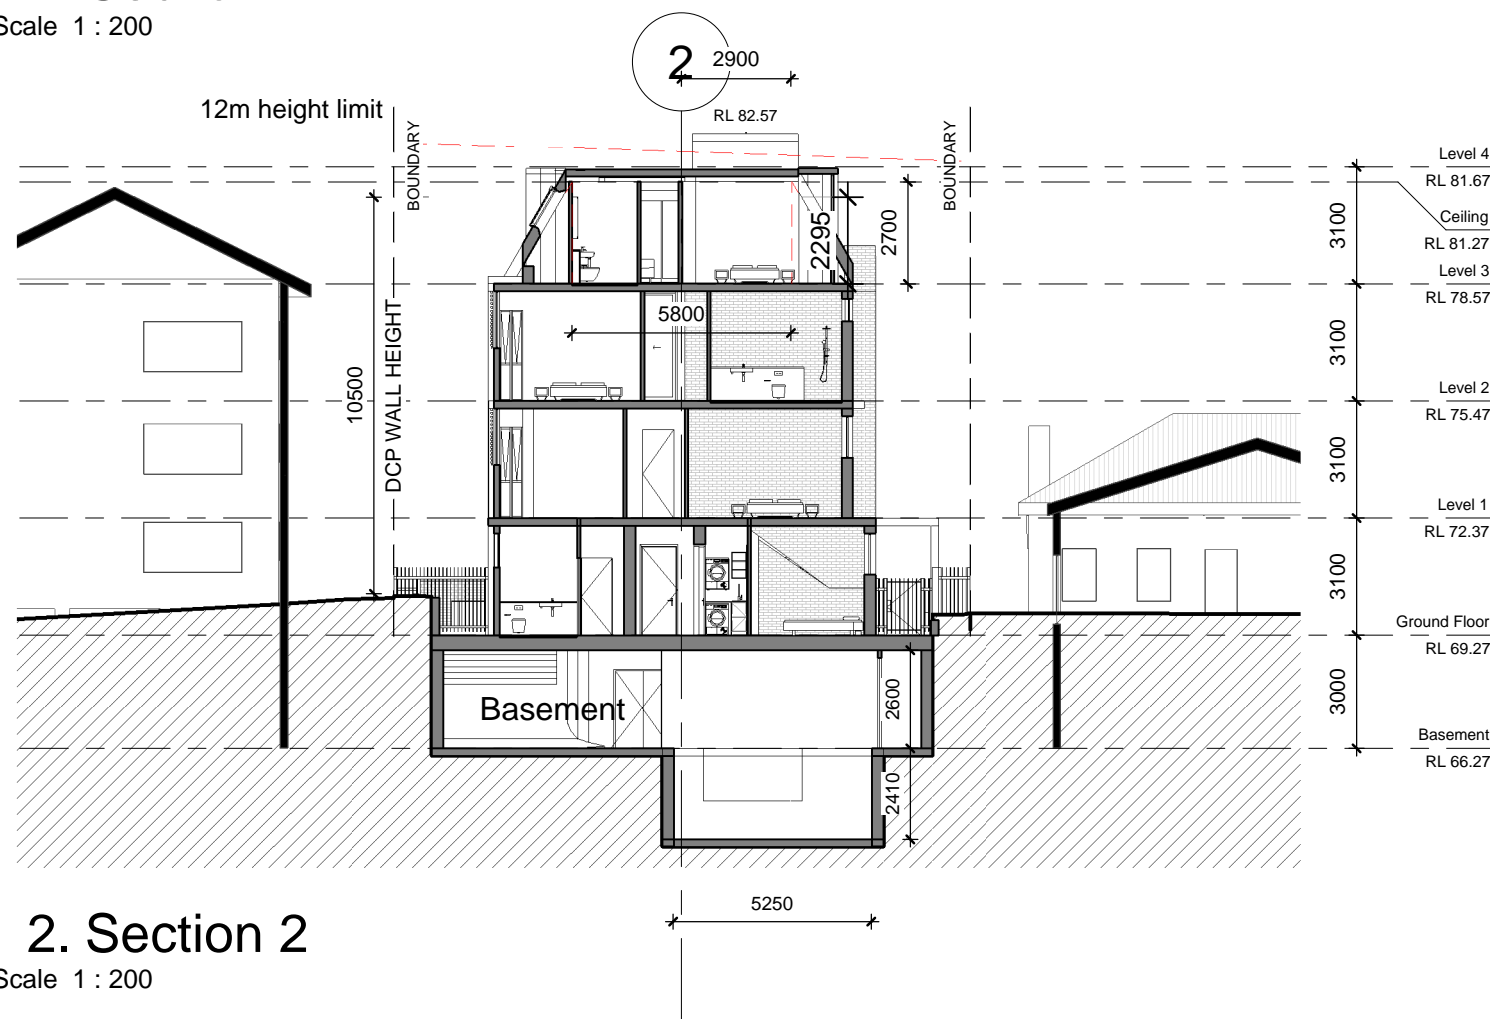 Scale 1 : 200
2
2900
12m height limit
RL 82.57
BOUNDARY
BOUNDARY
Level 4
RL 81.67
Ceiling
RL 81.27
Level 3
RL 78.57
Level 2
RL 75.47
Level 1
RL 72.37
Ground Floor
RL 69.27
Basement
RL 66.27
3100
3100
3100
3100
3000
2295
2700
5800
10500
DCP WALL HEIGHT
Basement
2600
2410
5250
2. Section 2
Scale 1 : 200